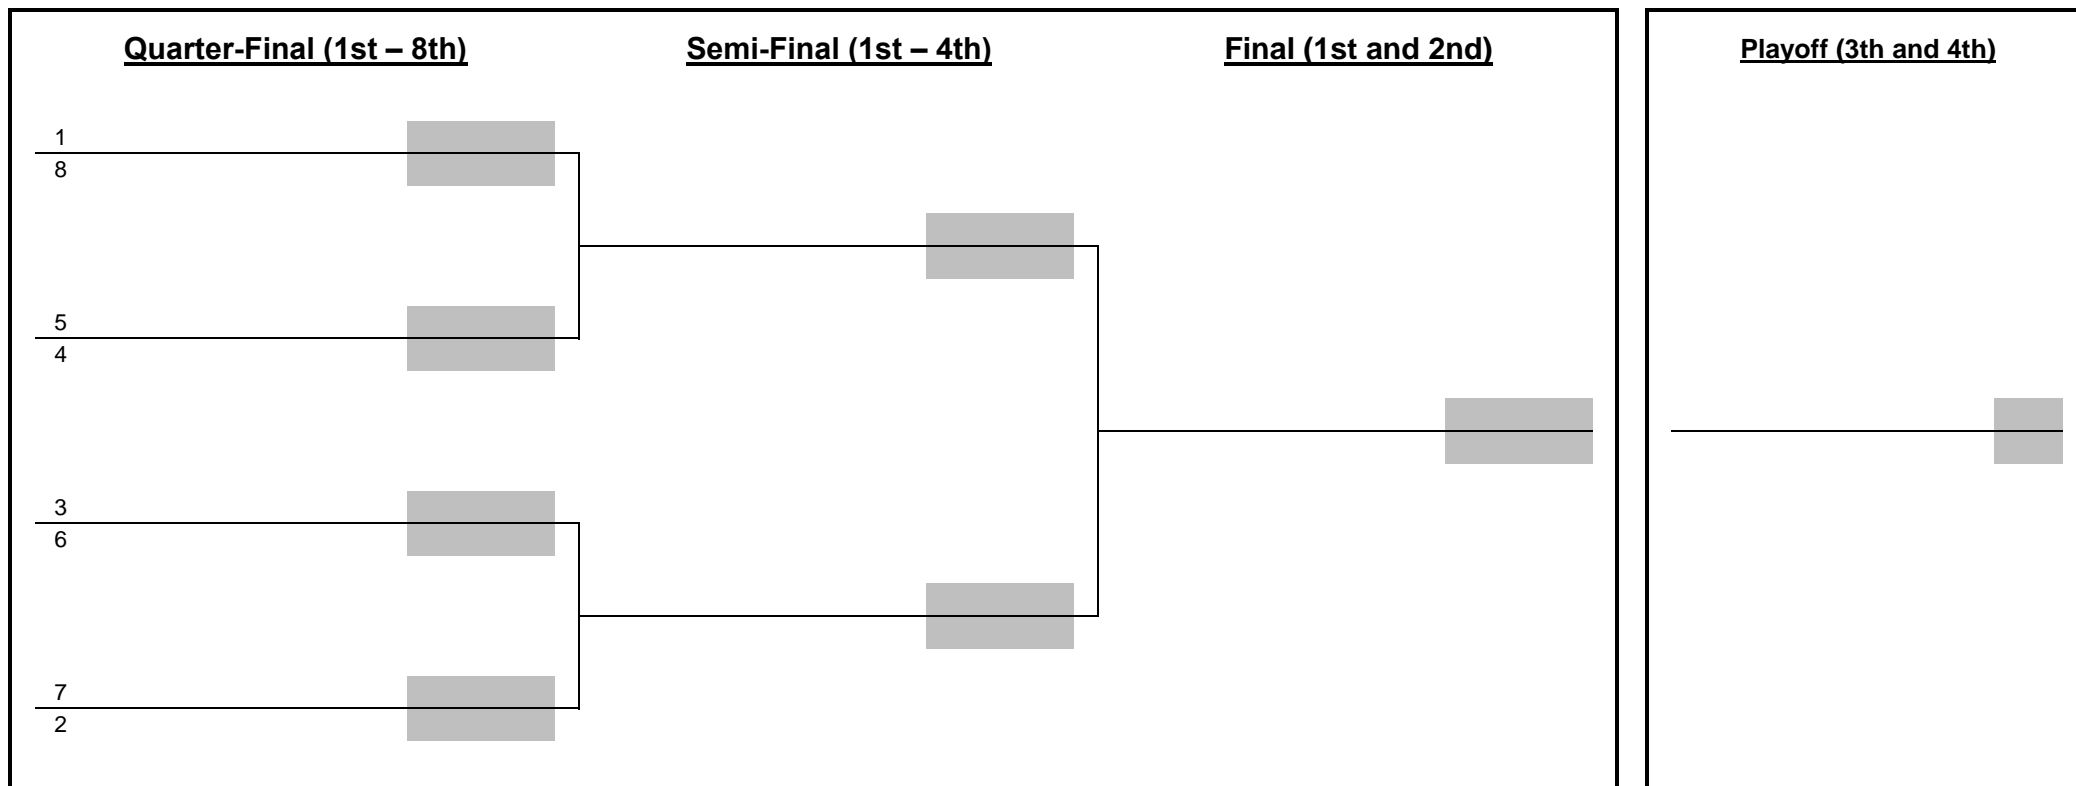 Quarter-Final (1st – 8th)
Semi-Final (1st – 4th)
Final (1st and 2nd)
Playoff (3th and 4th)
1
8
5
4
3
6
7
2